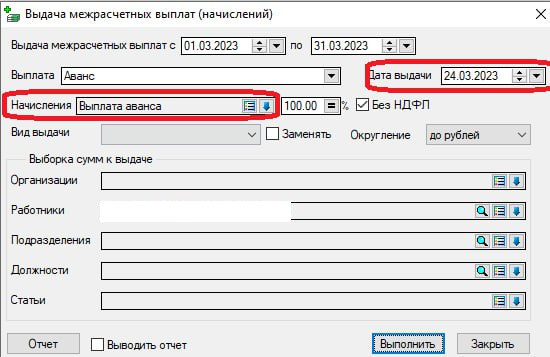 Выдача межрасчетных выплат (начислений)
Выдача межрасчетных выплат с 01.03.2023 по 31.03.2023
Выплата Аванс Дата выдачи 24.03.2023
Начисления Выплата аванса 100.00 % Без НДФЛ
Вид выдачи Заменять Округление до рублей
Выборка сумм к выдаче
Организации
Работники
Подразделения
Должности
Статьи
Отчет Выводить отчет Выполнить Закрыть